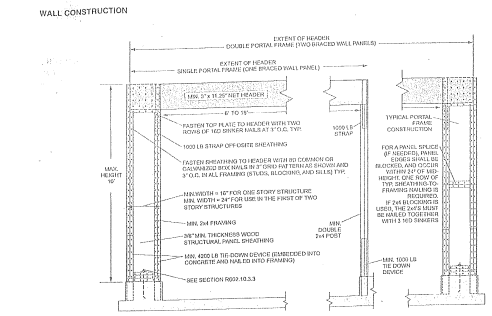 WALL CONSTRUCTION
EXTENT OF HEADER
DOUBLE PORTAL FRAME (TWO BRACED WALL PANELS)
EXTENT OF HEADER
SINGLE PORTAL FRAME (ONE BRACED WALL PANEL)
MIN. 3" x 11.25" NET HEADER
6' TO 18'
FASTEN TOP PLATE TO HEADER WITH TWO
ROWS OF 16D SINKER NAILS AT 3" O.C. TYP.
1000 LB STRAP OPPOSITE SHEATHING
FASTEN SHEATHING TO HEADER WITH 8D COMMON OR
GALVANIZED BOX NAILS IN 3" GRID PATTERN AS SHOWN AND
3" O.C. IN ALL FRAMING (STUDS, BLOCKING, AND SILLS) TYP.
MAX.
HEIGHT
10'
MIN. WIDTH = 16" FOR ONE STORY STRUCTURE
MIN. WIDTH = 24" FOR USE IN THE FIRST OF TWO
STORY STRUCTURES
MIN. 2x4 FRAMING
3/8" MIN. THICKNESS WOOD
STRUCTURAL PANEL SHEATHING
MIN. 4200 LB TIE-DOWN DEVICE (EMBEDDED INTO
CONCRETE AND NAILED INTO FRAMING)
SEE SECTION R602.10.3.3
1000 LB
STRAP
MIN.
DOUBLE
2x4 POST
TYPICAL PORTAL
FRAME
CONSTRUCTION
FOR A PANEL SPLICE
(IF NEEDED), PANEL
EDGES SHALL BE
BLOCKED, AND OCCUR
WITHIN 24" OF MID-
HEIGHT. ONE ROW OF
TYP. SHEATHING-TO-
FRAMING NAILING IS
REQUIRED.
IF 2x4 BLOCKING IS
USED, THE 2x4'S MUST
BE NAILED TOGETHER
WITH 3 16D SINKERS
MIN. 1000 LB
TIE DOWN
DEVICE